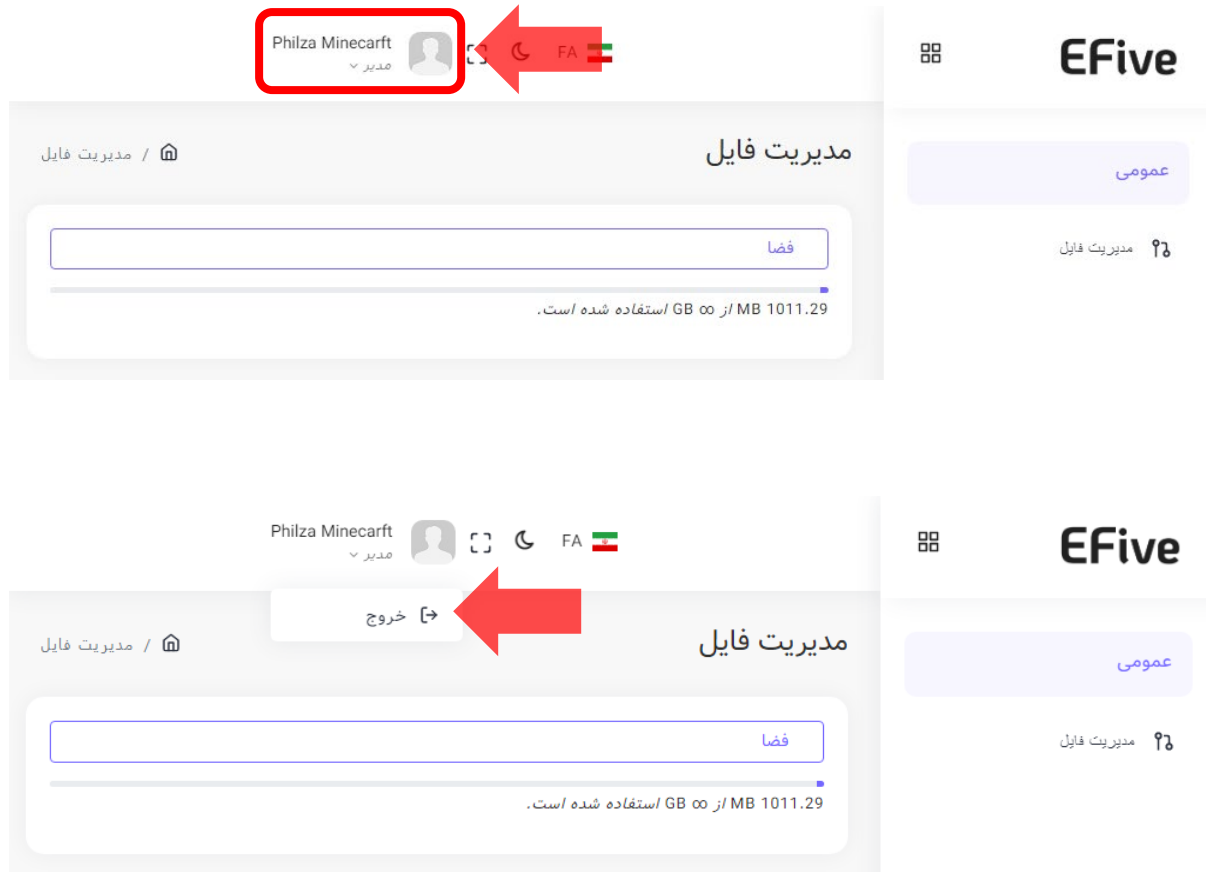 EFive
FA
Philza Minecarft
مدیر
عمومی
مدیریت فایل
مدیریت فایل
/ مدیریت فایل
فضا
1011.29 MB از ∞ GB استفاده شده است.
EFive
FA
Philza Minecarft
مدیر
خروج
عمومی
مدیریت فایل
مدیریت فایل
/ مدیریت فایل
فضا
1011.29 MB از ∞ GB استفاده شده است.